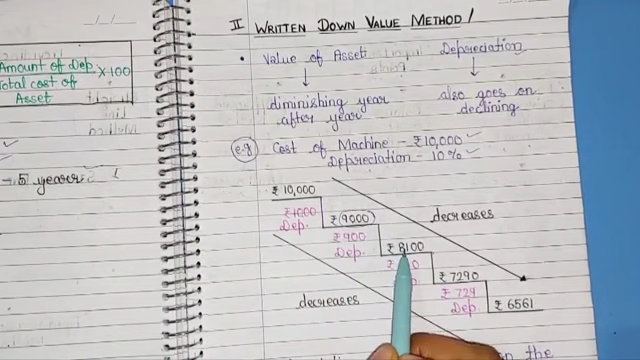 Amount of Dep
Total cost of
Asset
X 100
→ 5 years
II WRITTEN DOWN VALUE METHOD /
• Value of Asset
Depreciation
diminishing year
after year
also goes on
declining
e.g Cost of Machine - ₹10,000
Depreciation - 10%
₹ 10,000
₹1000
Dep.
₹(9000)
₹900
Dep.
decreases
₹ 8100
₹ 7290
₹ 729
Dep.
₹ 6561
decreases
the